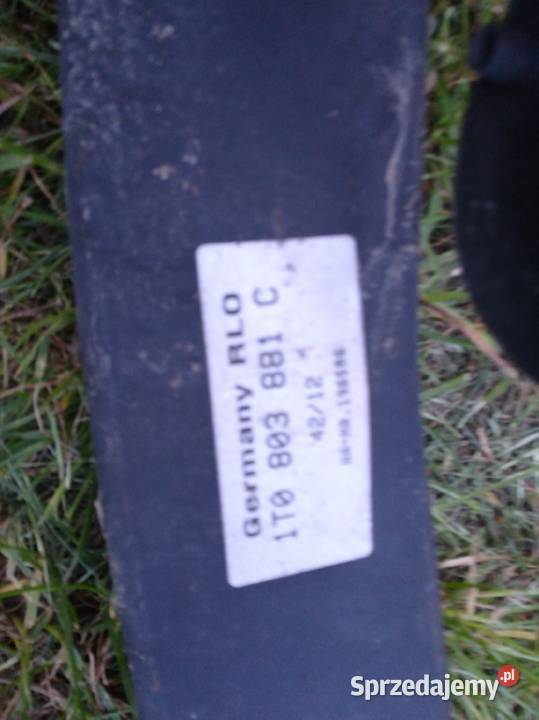 Germany RLO
1T0 803 881 C
42/12
Sprzedajemy.pl